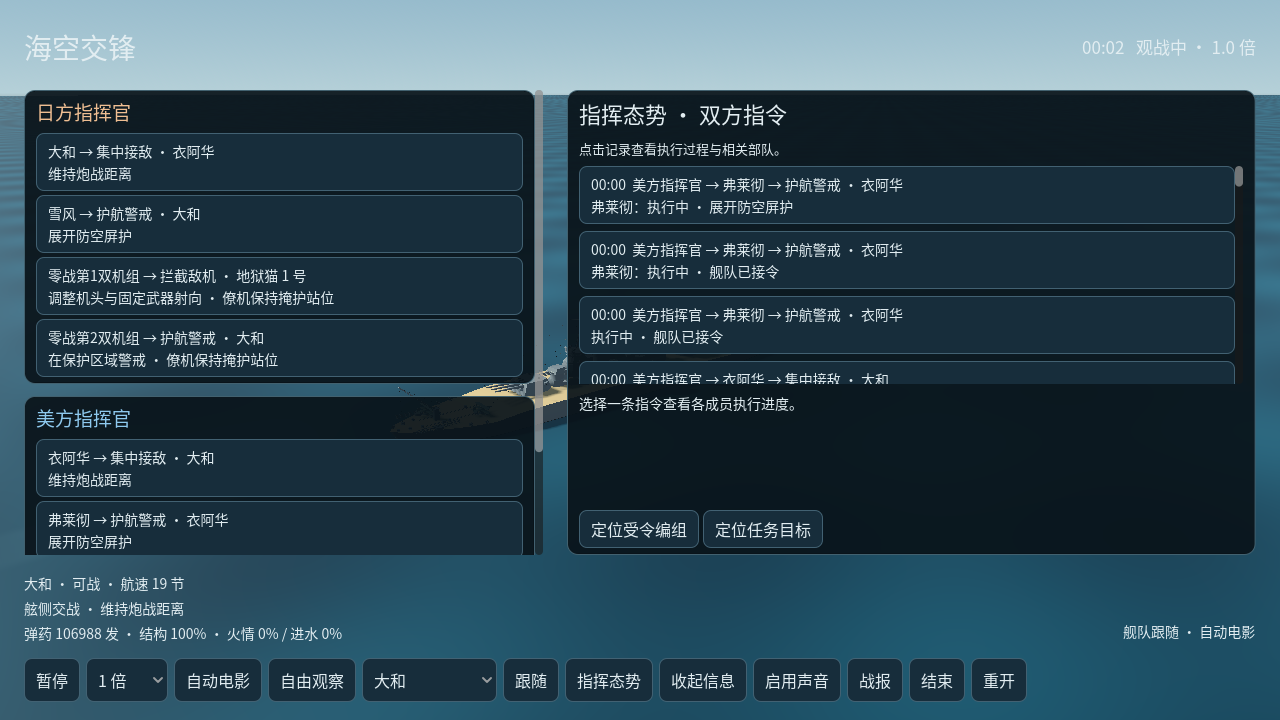 海空交锋
00:02 观战中 · 1.0 倍
日方指挥官
大和 → 集中接敌 · 衣阿华
维持炮战距离
雪风 → 护航警戒 · 大和
展开防空屏护
零战第1双机组 → 拦截敌机 · 地狱猫 1 号
调整机头与固定武器射向 · 僚机保持掩护站位
零战第2双机组 → 护航警戒 · 大和
在保护区域警戒 · 僚机保持掩护站位
美方指挥官
衣阿华 → 集中接敌 · 大和
维持炮战距离
弗莱彻 → 护航警戒 · 衣阿华
展开防空屏护
指挥态势 · 双方指令
点击记录查看执行过程与相关部队。
00:00 美方指挥官 → 弗莱彻 → 护航警戒 · 衣阿华
弗莱彻：执行中 · 展开防空屏护
00:00 美方指挥官 → 弗莱彻 → 护航警戒 · 衣阿华
弗莱彻：执行中 · 舰队已接令
00:00 美方指挥官 → 弗莱彻 → 护航警戒 · 衣阿华
执行中 · 舰队已接令
00:00 美方指挥官 → 衣阿华 → 集中接敌 · 大和
选择一条指令查看各成员执行进度。
定位受令编组 定位任务目标
大和 · 可战 · 航速 19 节
舷侧交战 · 维持炮战距离
弹药 106988 发 · 结构 100% · 火情 0% / 进水 0%
舰队跟随 · 自动电影
暂停 1 倍 自动电影 自由观察 大和 跟随 指挥态势 收起信息 启用声音 战报 结束 重开